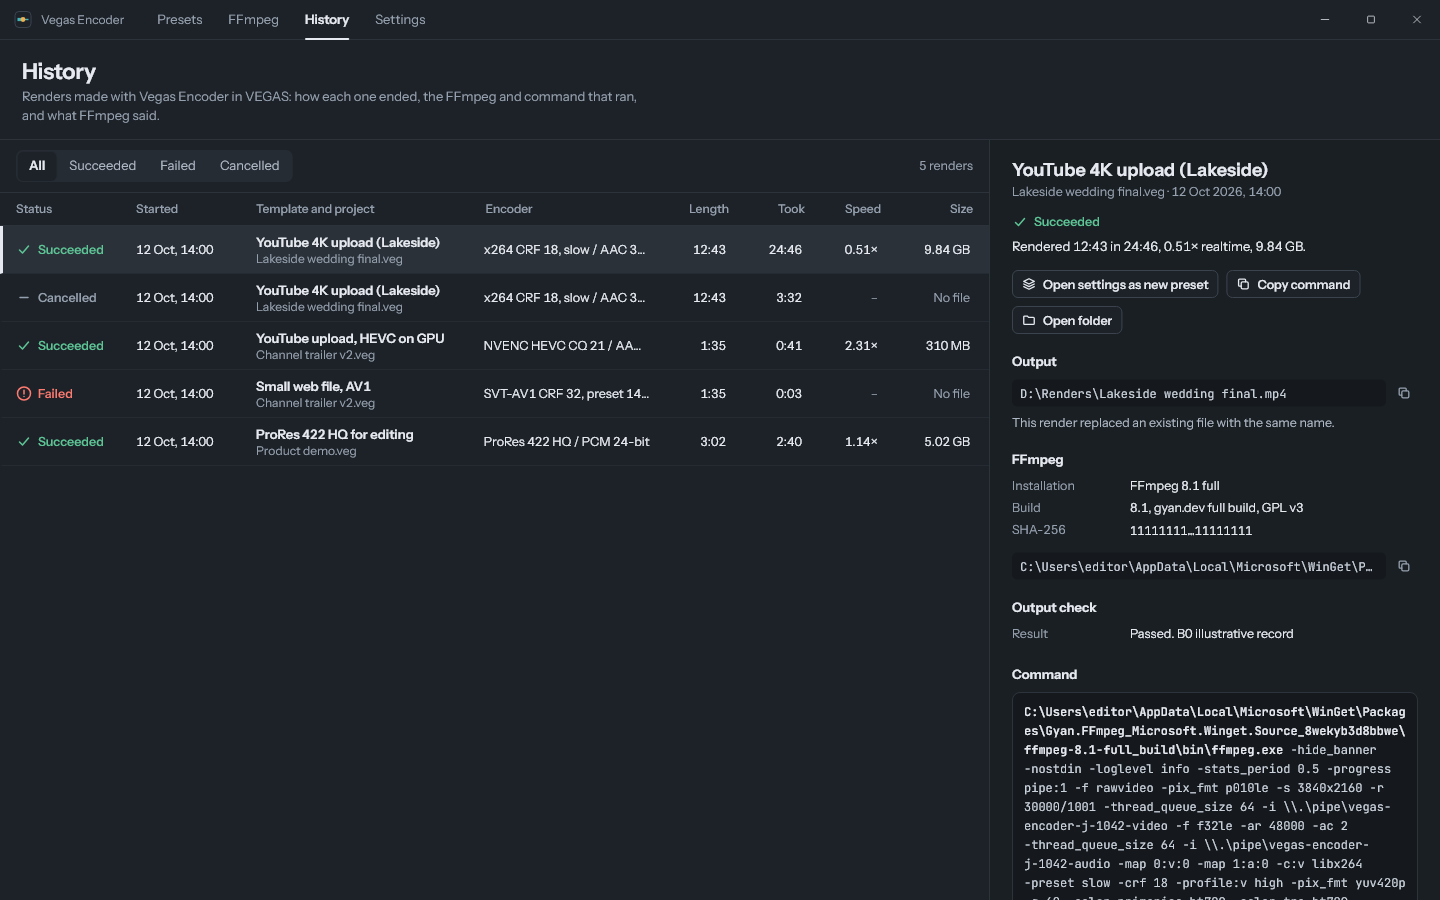 Vegas Encoder
Presets
FFmpeg
History
Settings
History
Renders made with Vegas Encoder in VEGAS: how each one ended, the FFmpeg and command that ran,
and what FFmpeg said.
All
Succeeded
Failed
Cancelled
5 renders
Status Started Template and project Encoder Length Took Speed Size
Succeeded 12 Oct, 14:00 YouTube 4K upload (Lakeside) x264 CRF 18, slow / AAC 3... 12:43 24:46 0.51× 9.84 GB
Lakeside wedding final.veg
Cancelled 12 Oct, 14:00 YouTube 4K upload (Lakeside) x264 CRF 18, slow / AAC 3... 12:43 3:32 – No file
Lakeside wedding final.veg
Succeeded 12 Oct, 14:00 YouTube upload, HEVC on GPU NVENC HEVC CQ 21 / AA... 1:35 0:41 2.31× 310 MB
Channel trailer v2.veg
Failed 12 Oct, 14:00 Small web file, AV1 SVT-AV1 CRF 32, preset 14... 1:35 0:03 – No file
Channel trailer v2.veg
Succeeded 12 Oct, 14:00 ProRes 422 HQ for editing ProRes 422 HQ / PCM 24-bit 3:02 2:40 1.14× 5.02 GB
Product demo.veg
YouTube 4K upload (Lakeside)
Lakeside wedding final.veg · 12 Oct 2026, 14:00
Succeeded
Rendered 12:43 in 24:46, 0.51× realtime, 9.84 GB.
Open settings as new preset
Copy command
Open folder
Output
D:\Renders\Lakeside wedding final.mp4
This render replaced an existing file with the same name.
FFmpeg
Installation FFmpeg 8.1 full
Build 8.1, gyan.dev full build, GPL v3
SHA-256 11111111…11111111
C:\Users\editor\AppData\Local\Microsoft\WinGet\P…
Output check
Result Passed. B0 illustrative record
Command
C:\Users\editor\AppData\Local\Microsoft\WinGet\Packag
es\Gyan.FFmpeg_Microsoft.Winget.Source_8wekyb3d8bbwe\
ffmpeg-8.1-full_build\bin\ffmpeg.exe -hide_banner
-nostdin -loglevel info -stats_period 0.5 -progress
pipe:1 -f rawvideo -pix_fmt p010le -s 3840x2160 -r
30000/1001 -thread_queue_size 64 -i \\.\pipe\vegas-
encoder-j-1042-video -f f32le -ar 48000 -ac 2
-thread_queue_size 64 -i \\.\pipe\vegas-encoder-
j-1042-audio -map 0:v:0 -map 1:a:0 -c:v libx264
-preset slow -crf 18 -profile:v high -pix_fmt yuv420p